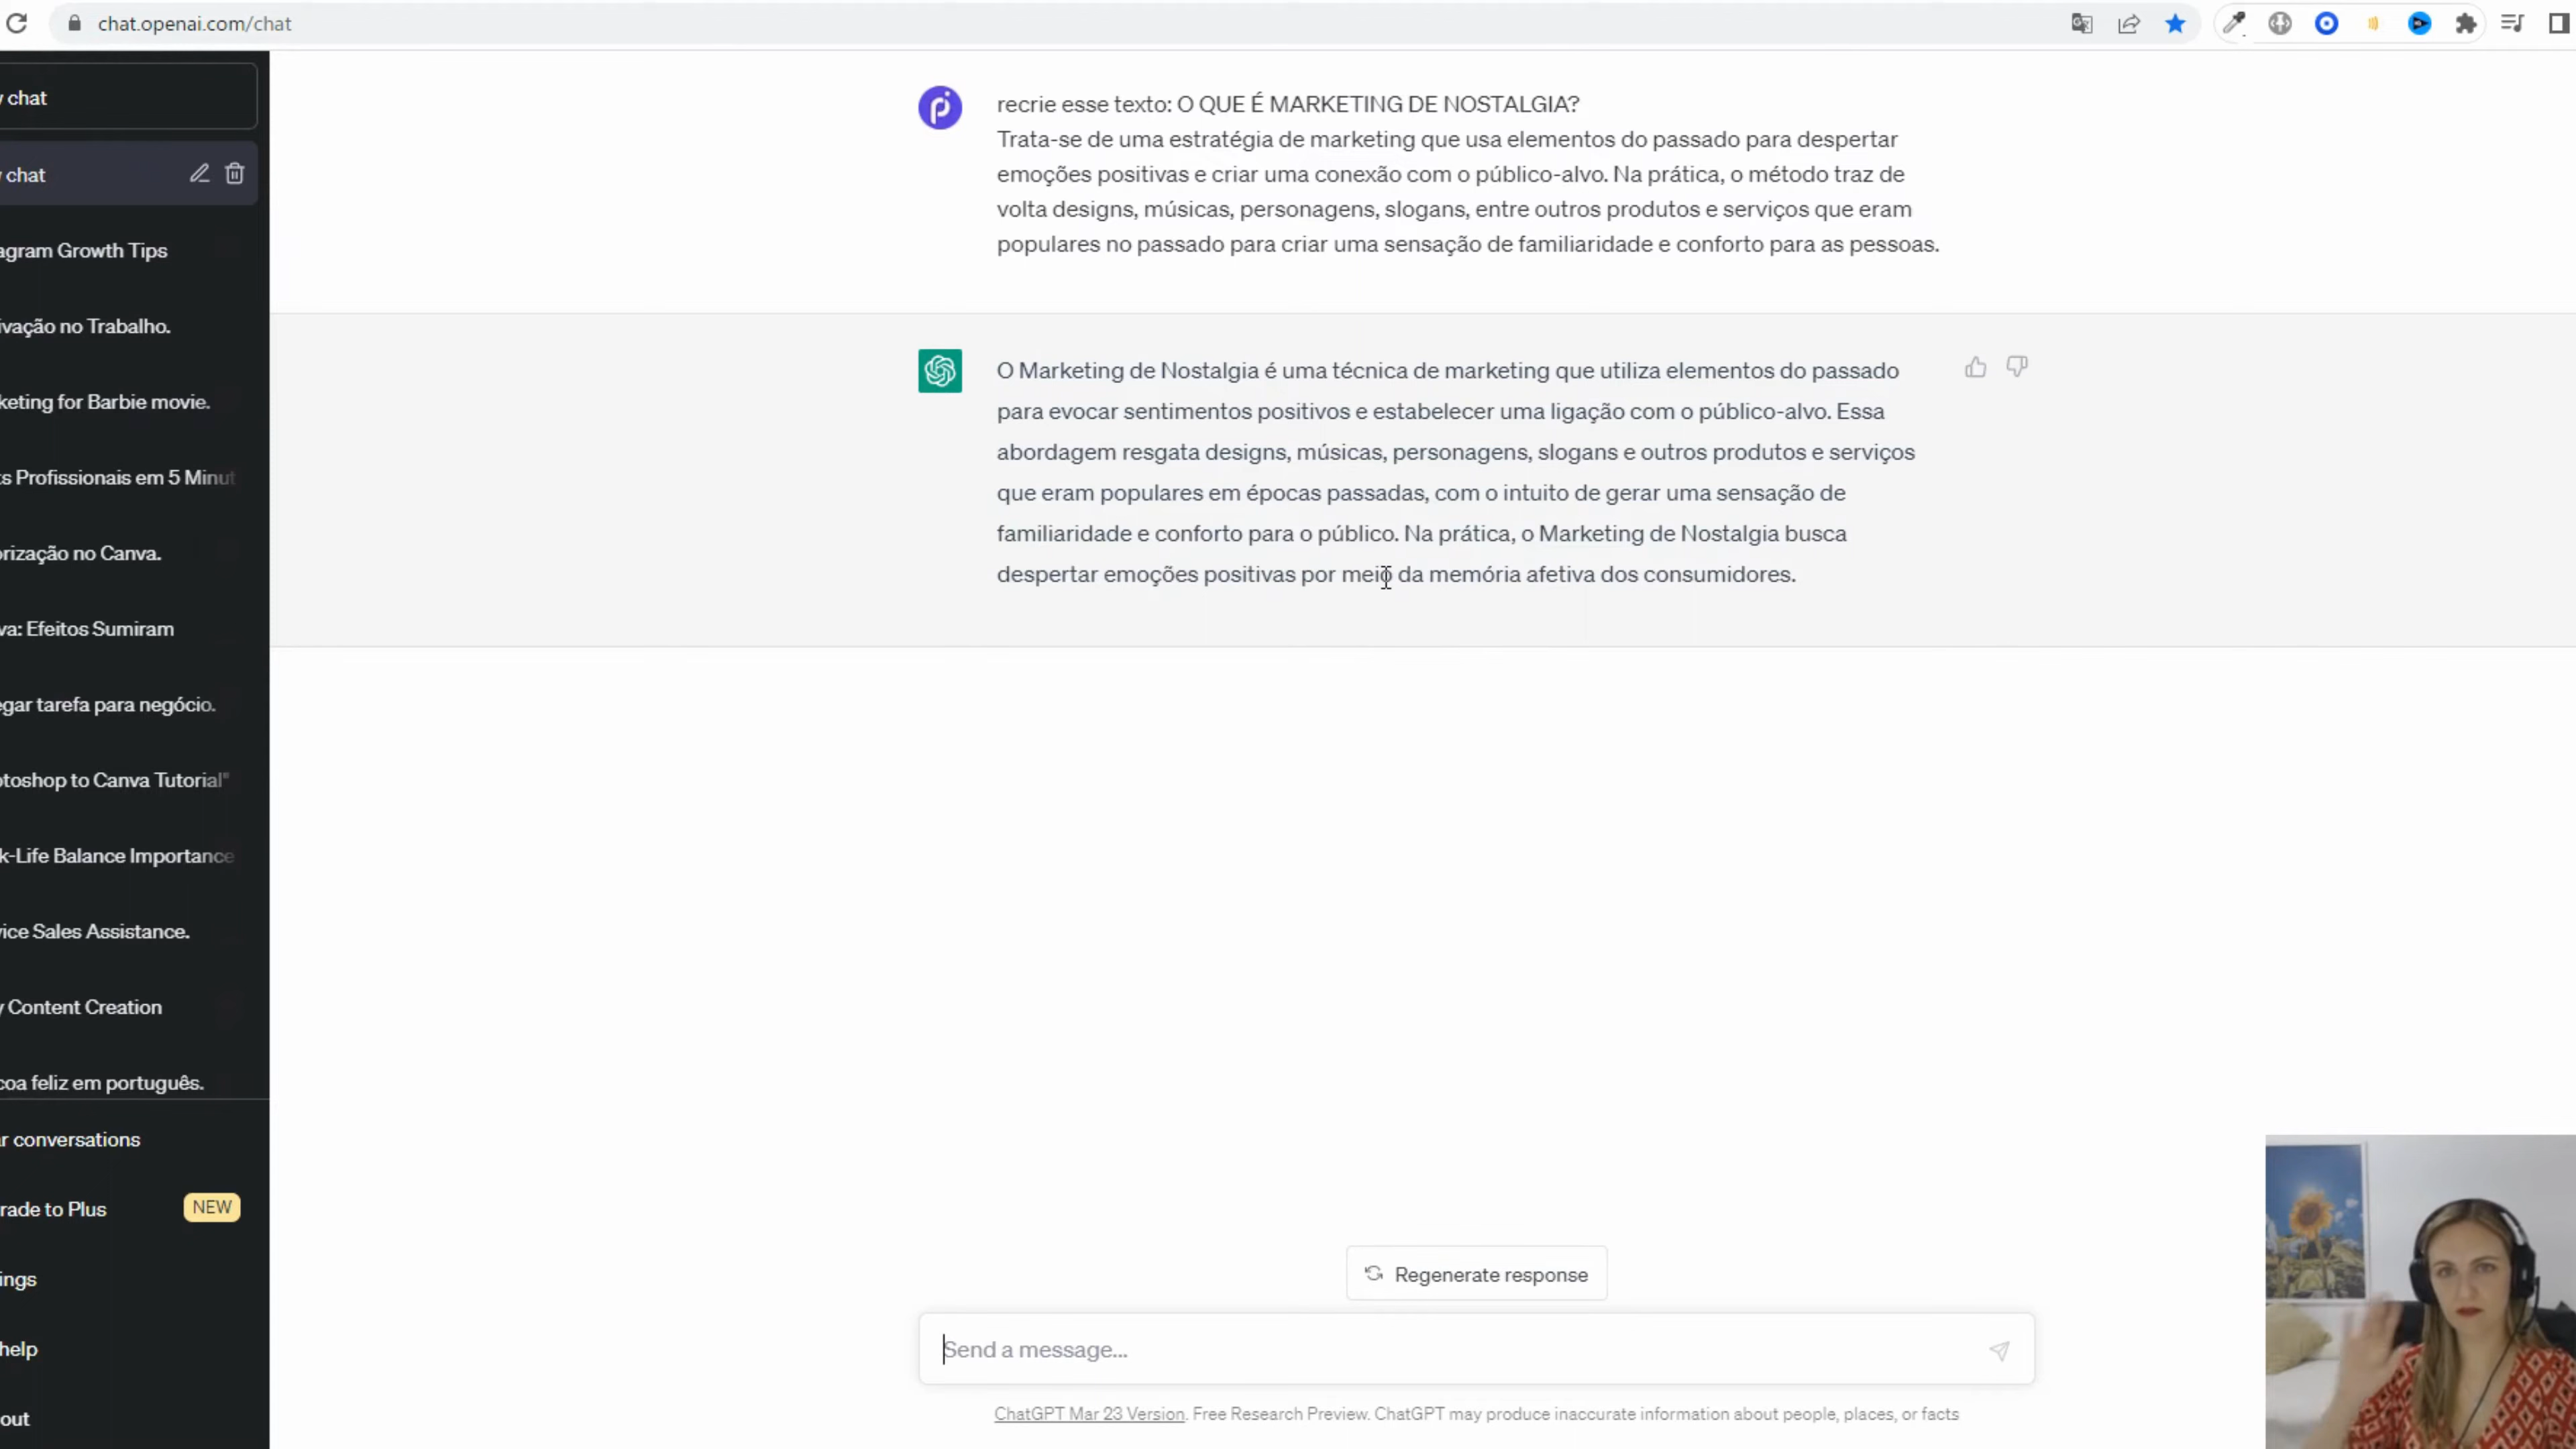 chat.openai.com/chat
chat
chat
agram Growth Tips
ivação no Trabalho.
keting for Barbie movie.
s Profissionais em 5 Minut
orização no Canva.
va: Efeitos Sumiram
egar tarefa para negócio.
otoshop to Canva Tutorial"
k-Life Balance Importance
vice Sales Assistance.
y Content Creation
coa feliz em português.
r conversations
rade to Plus NEW
ings
help
out
recrie esse texto: O QUE É MARKETING DE NOSTALGIA?
Trata-se de uma estratégia de marketing que usa elementos do passado para despertar
emoções positivas e criar uma conexão com o público-alvo. Na prática, o método traz de
volta designs, músicas, personagens, slogans, entre outros produtos e serviços que eram
populares no passado para criar uma sensação de familiaridade e conforto para as pessoas.
O Marketing de Nostalgia é uma técnica de marketing que utiliza elementos do passado
para evocar sentimentos positivos e estabelecer uma ligação com o público-alvo. Essa
abordagem resgata designs, músicas, personagens, slogans e outros produtos e serviços
que eram populares em épocas passadas, com o intuito de gerar uma sensação de
familiaridade e conforto para o público. Na prática, o Marketing de Nostalgia busca
despertar emoções positivas por meio da memória afetiva dos consumidores.
Regenerate response
Send a message...
ChatGPT Mar 23 Version. Free Research Preview. ChatGPT may produce inaccurate information about people, places, or facts